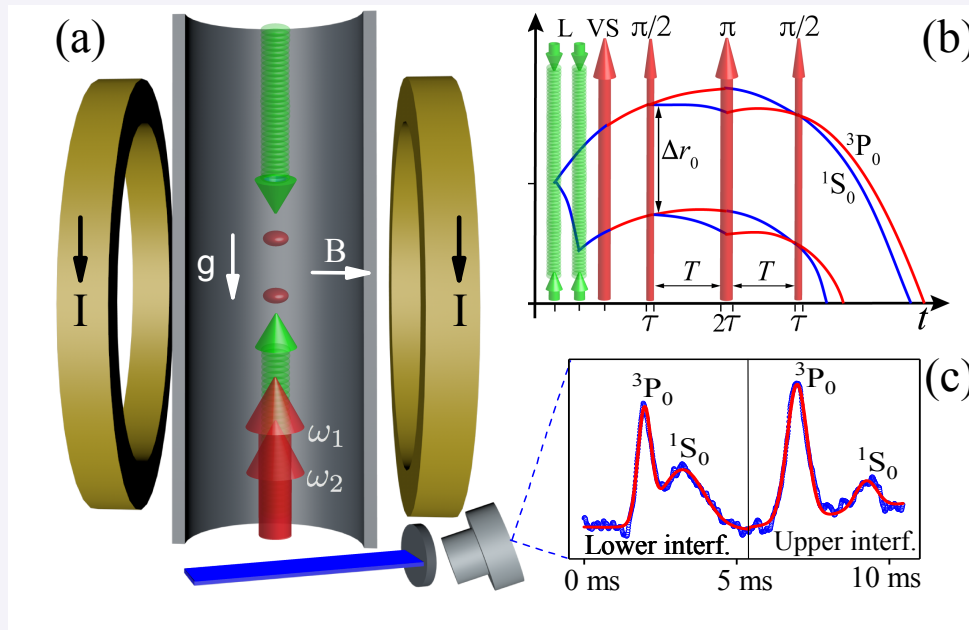 (a)
I
g
B
I
ω₁
ω₂
(b)
L VS π/2 π π/2
Δr₀
³P₀
¹S₀
T T
τ 2τ τ t
(c)
³P₀ ³P₀
¹S₀ ¹S₀
Lower interf. Upper interf.
0 ms 5 ms 10 ms